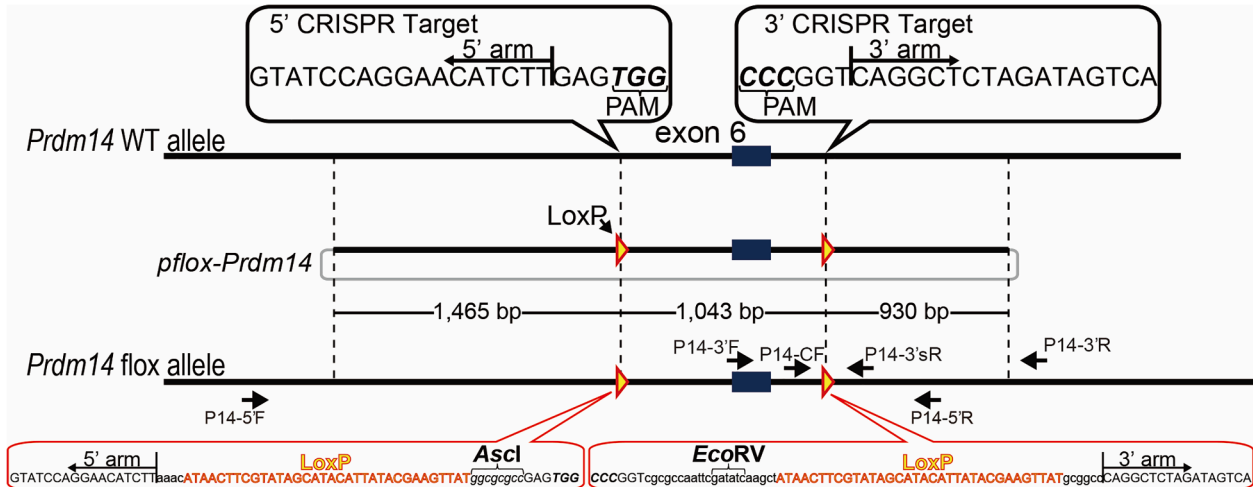 5’ CRISPR Target
5’ arm
GTATCCAGGAACATCTTGAGTGG
PAM
3’ CRISPR Target
3’ arm
CCCGGTCAGGCTCTAGATAGTCA
PAM
Prdm14 WT allele
exon 6
LoxP
pflox-Prdm14
1,465 bp
1,043 bp
930 bp
Prdm14 flox allele
P14-3’F
P14-CF
P14-3’sR
P14-3’R
P14-5’F
P14-5’R
5’ arm
LoxP
AscI
GTATCCAGGAACATCTTaaacATAACTTCGTATAGCATACATTATACGAAGTTATggcgcgccGAGTGG
EcoRV
LoxP
3’ arm
CCCGGTcgcgccaattcgatatcaagctATAACTTCGTATAGCATACATTATACGAAGTTATgcggccCAGGCTCTAGATAGTCA